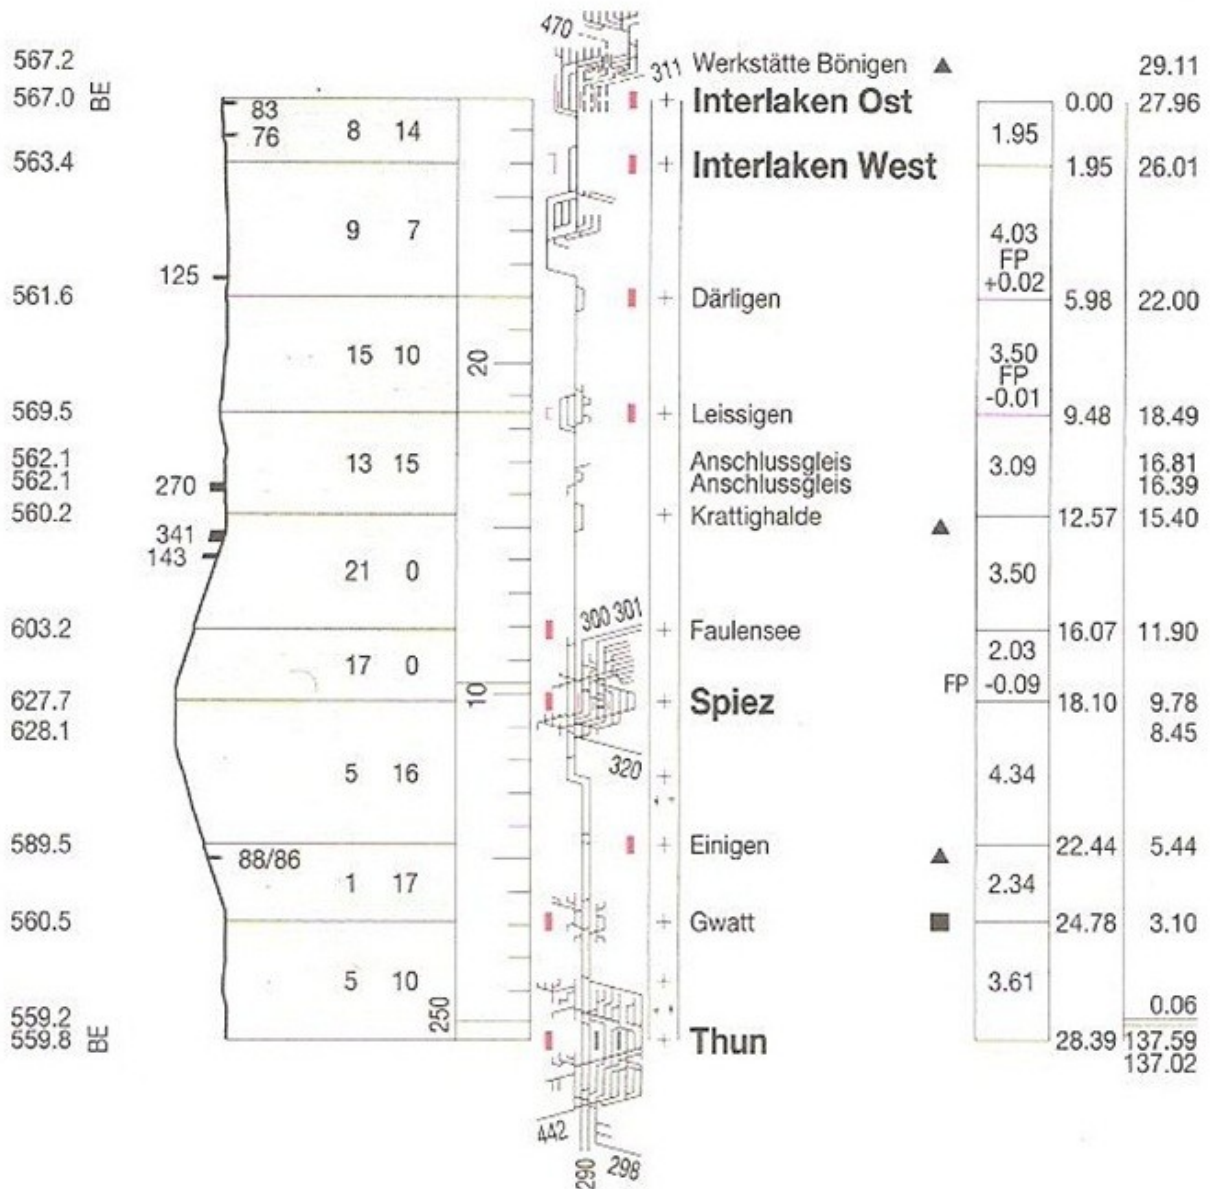 470
567.2 311 Werkstätte Bönigen ▲ 29.11
567.0 BE 83 Interlaken Ost 0.00 27.96
76 8 14 1.95
563.4 Interlaken West 1.95 26.01
9 7 4.03
FP
125 +0.02
561.6 Därligen 5.98 22.00
15 10 20 3.50
FP
-0.01
569.5 Leissigen 9.48 18.49
562.1 13 15 Anschlussgleis 3.09 16.81
562.1 270 Anschlussgleis 16.39
560.2 Krattighalde ▲ 12.57 15.40
341
143
21 0 3.50
300 301
603.2 Faulensee 16.07 11.90
17 0 2.03
10 FP -0.09
627.7 Spiez 18.10 9.78
628.1 8.45
320
5 16 4.34
589.5 Einigen ▲ 22.44 5.44
88/86
1 17 2.34
560.5 Gwatt ■ 24.78 3.10
5 10 3.61
559.2 250 0.06
559.8 BE Thun 28.39 137.59
137.02
442
290 298